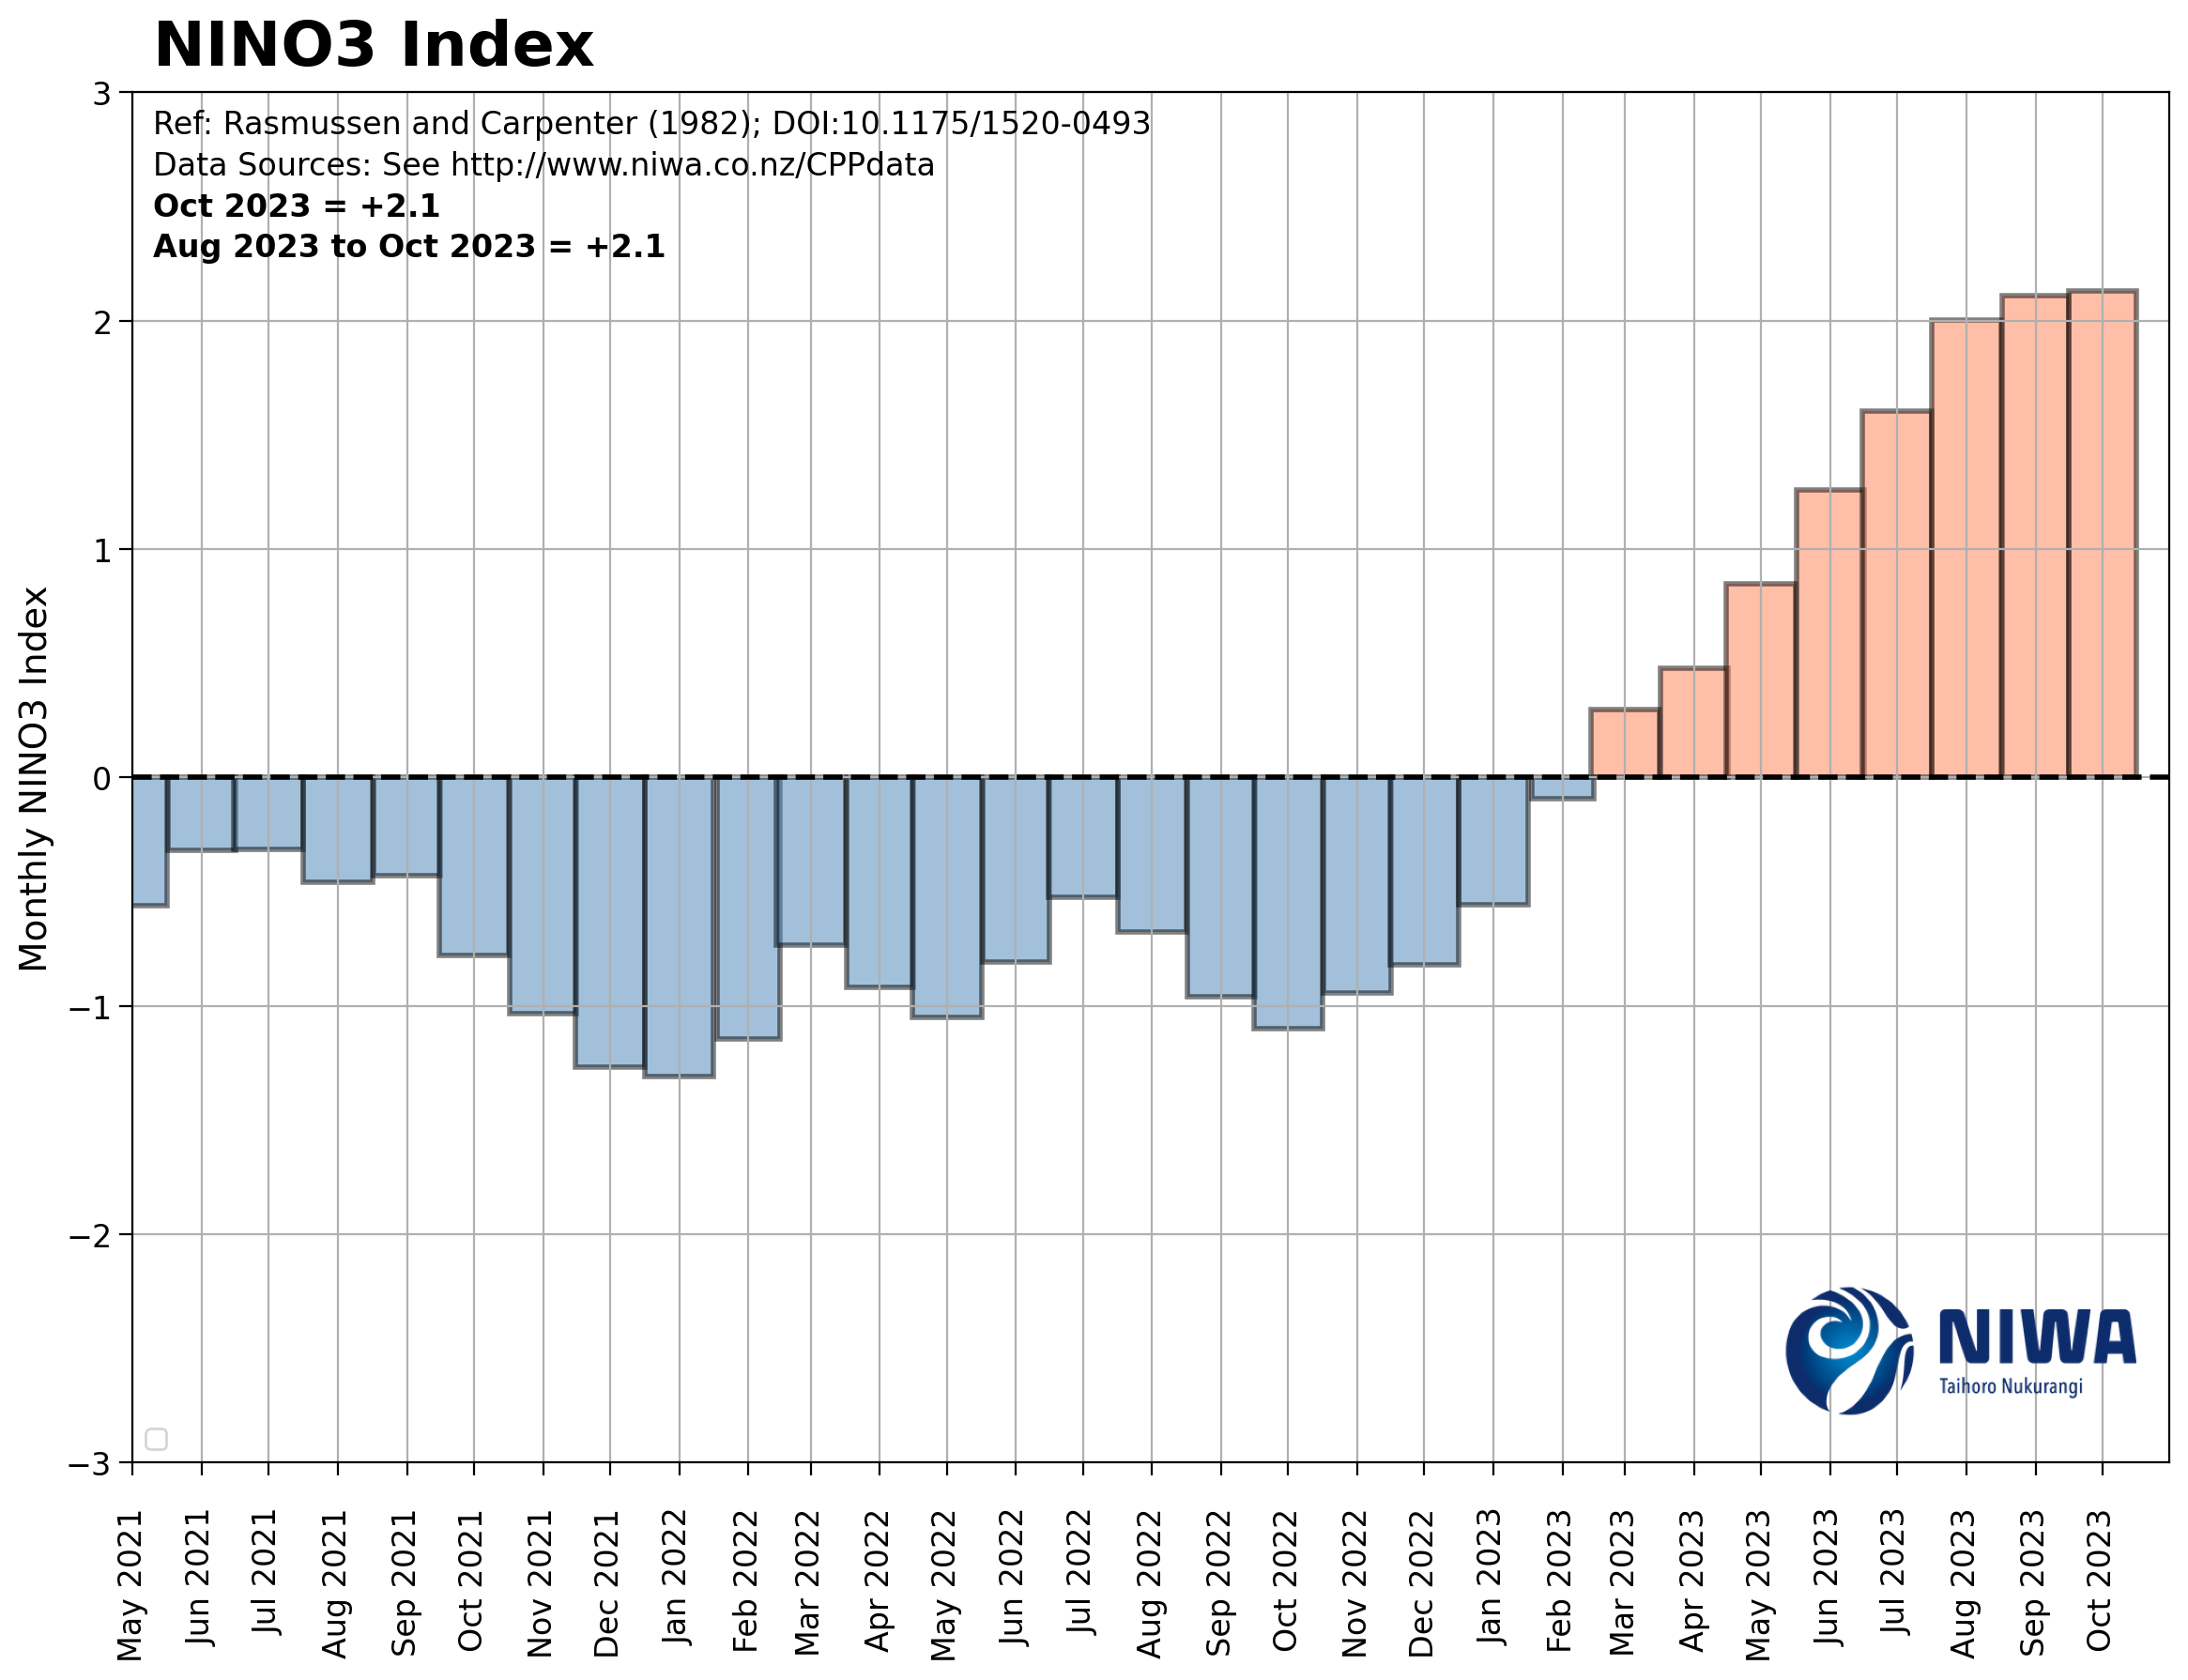 NINO3 Index
Ref: Rasmussen and Carpenter (1982); DOI:10.1175/1520-0493
Data Sources: See http://www.niwa.co.nz/CPPdata
Oct 2023 = +2.1
Aug 2023 to Oct 2023 = +2.1
Monthly NINO3 Index
3
2
1
0
−1
−2
−3
NIWA
Taihoro Nukurangi
May 2021
Jun 2021
Jul 2021
Aug 2021
Sep 2021
Oct 2021
Nov 2021
Dec 2021
Jan 2022
Feb 2022
Mar 2022
Apr 2022
May 2022
Jun 2022
Jul 2022
Aug 2022
Sep 2022
Oct 2022
Nov 2022
Dec 2022
Jan 2023
Feb 2023
Mar 2023
Apr 2023
May 2023
Jun 2023
Jul 2023
Aug 2023
Sep 2023
Oct 2023